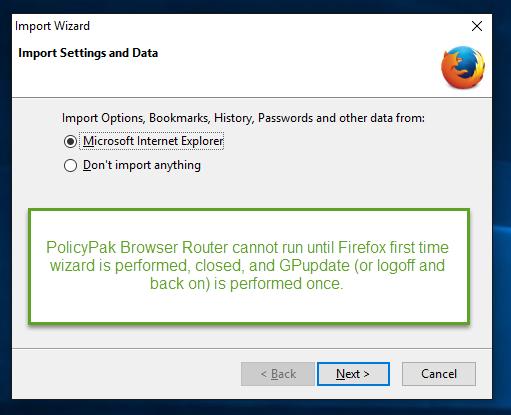 Import Wizard
Import Settings and Data
Import Options, Bookmarks, History, Passwords and other data from:
Microsoft Internet Explorer
Don't import anything
PolicyPak Browser Router cannot run until Firefox first time
wizard is performed, closed, and GPupdate (or logoff and
back on) is performed once.
< Back
Next >
Cancel